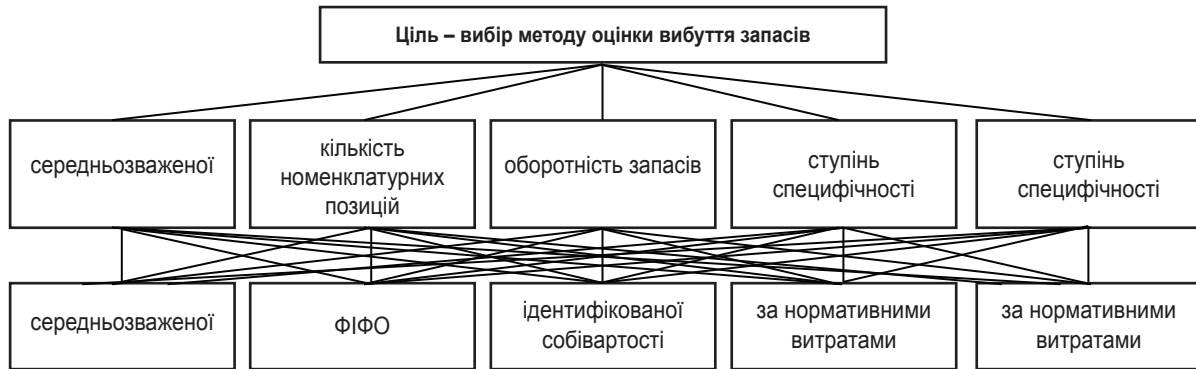 Ціль – вибір методу оцінки вибуття запасів
середньозваженої
кількість
номенклатурних
позицій
оборотність запасів
ступінь
специфічності
ступінь
специфічності
середньозваженої
ФІФО
ідентифікованої
собівартості
за нормативними
витратами
за нормативними
витратами